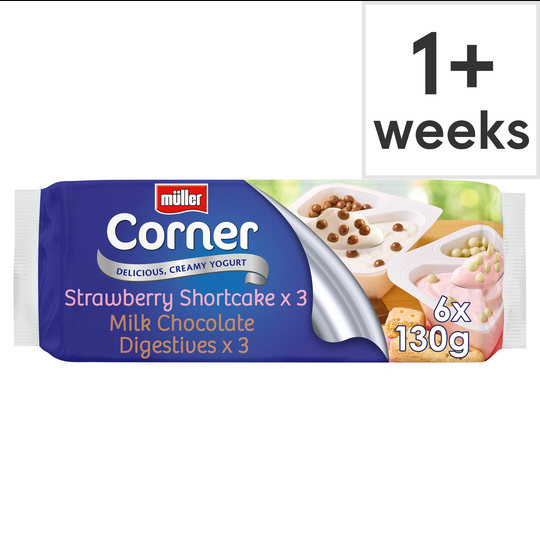 1+
weeks
müller
Corner
DELICIOUS, CREAMY YOGURT
Strawberry Shortcake x 3
Milk Chocolate
Digestives x 3
6x
130g